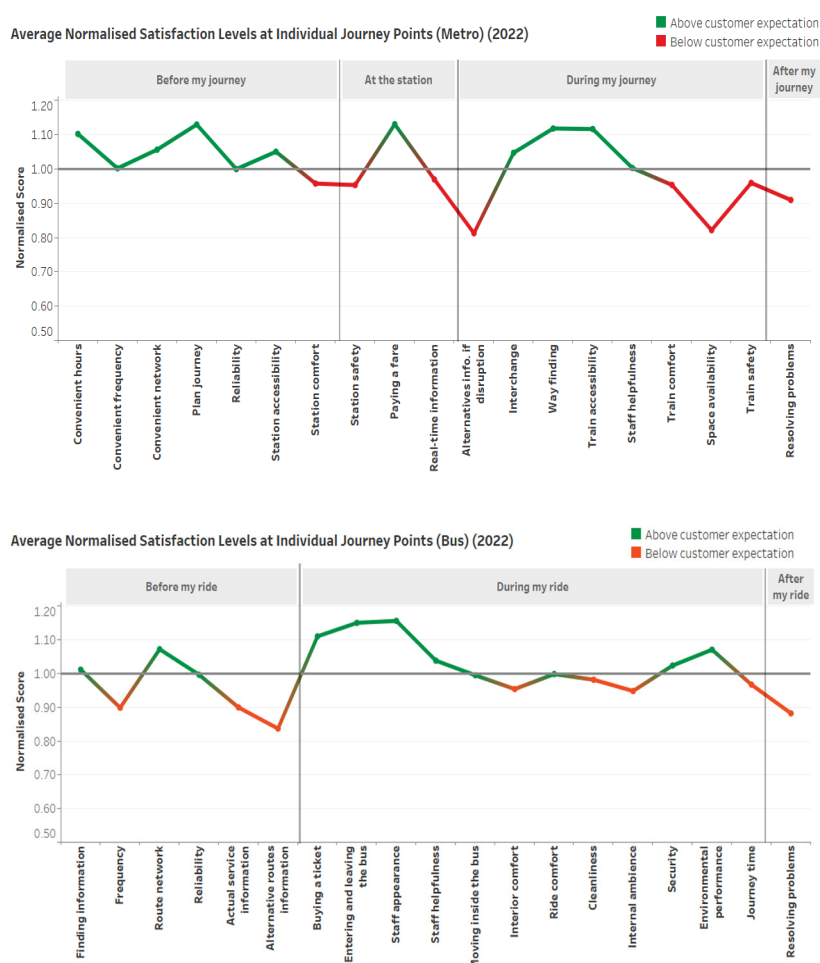 Average Normalised Satisfaction Levels at Individual Journey Points (Metro) (2022)
Above customer expectation
Below customer expectation
Before my journey
At the station
During my journey
After my
journey
Normalised Score
1.20
1.10
1.00
0.90
0.80
0.70
0.60
0.50
Convenient hours
Convenient frequency
Convenient network
Plan journey
Reliability
Station accessibility
Station comfort
Station safety
Paying a fare
Real-time information
Alternatives info. if
disruption
Interchange
Way finding
Train accessibility
Staff helpfulness
Train comfort
Space availability
Train safety
Resolving problems
Average Normalised Satisfaction Levels at Individual Journey Points (Bus) (2022)
Above customer expectation
Below customer expectation
Before my ride
During my ride
After
my ride
Normalised Score
1.20
1.10
1.00
0.90
0.80
0.70
0.60
0.50
Finding information
Frequency
Route network
Reliability
Actual service
information
Alternative routes
information
Buying a ticket
Entering and leaving
the bus
Staff appearance
Staff helpfulness
Moving inside the bus
Interior comfort
Ride comfort
Cleanliness
Internal ambience
Security
Environmental
performance
Journey time
Resolving problems